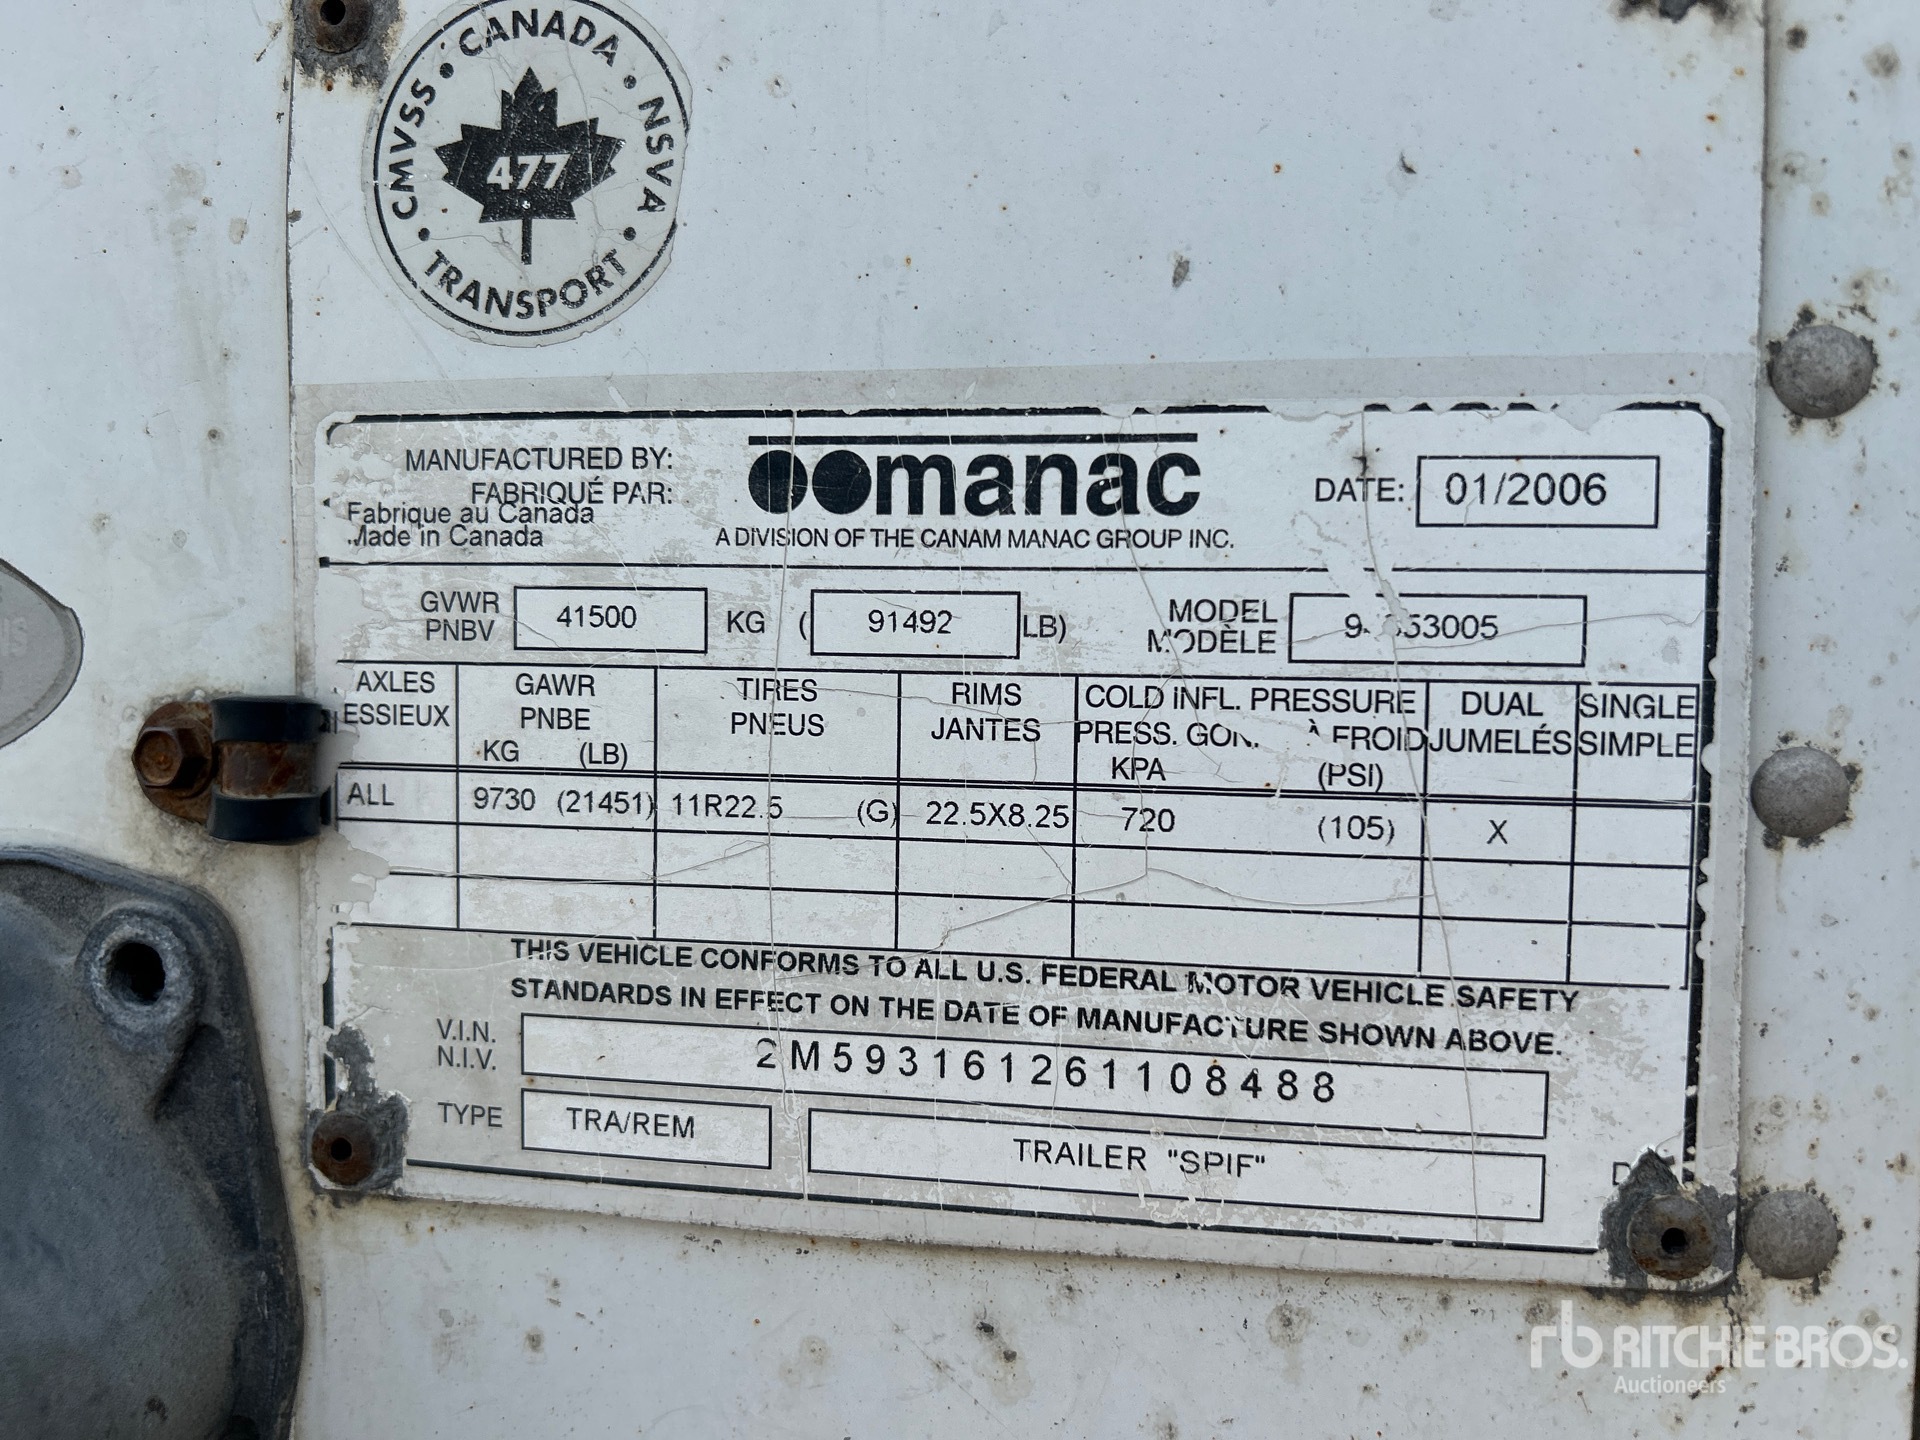 CMVSS • CANADA • NSVA • TRANSPORT •
477
MANUFACTURED BY:
FABRIQUÉ PAR:
Fabrique au Canada
Made in Canada
manac
A DIVISION OF THE CANAM MANAC GROUP INC.
DATE: 01/2006
GVWR
PNBV
41500 KG ( 91492 LB)
MODEL
MODÈLE
53005
AXLES
ESSIEUX
GAWR
PNBE
KG (LB)
TIRES
PNEUS
RIMS
JANTES
COLD INFL. PRESSURE
PRESS. À FROID
KPA (PSI)
DUAL
JUMELÉS
SINGLE
SIMPLE
ALL 9730 (21451) 11R22.5 (G) 22.5X8.25 720 (105) X
THIS VEHICLE CONFORMS TO ALL U.S. FEDERAL MOTOR VEHICLE SAFETY
STANDARDS IN EFFECT ON THE DATE OF MANUFACTURE SHOWN ABOVE.
V.I.N.
N.I.V.
2M593161261108488
TYPE TRA/REM TRAILER "SPIF"
rb RITCHIE BROS.
Auctioneers